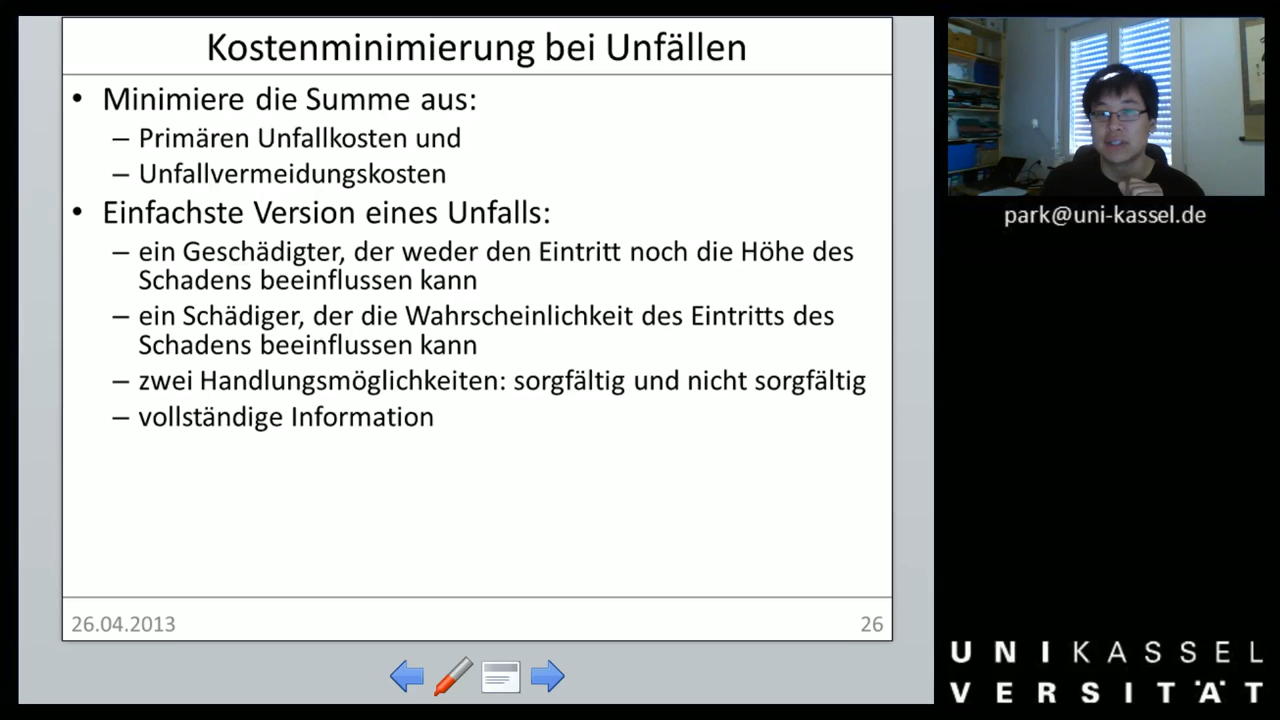 Kostenminimierung bei Unfällen
• Minimiere die Summe aus:
– Primären Unfallkosten und
– Unfallvermeidungskosten
• Einfachste Version eines Unfalls:
– ein Geschädigter, der weder den Eintritt noch die Höhe des
Schadens beeinflussen kann
– ein Schädiger, der die Wahrscheinlichkeit des Eintritts des
Schadens beeinflussen kann
– zwei Handlungsmöglichkeiten: sorgfältig und nicht sorgfältig
– vollständige Information
26.04.2013
26
park@uni-kassel.de
UNIKASSEL
VERSITÄT